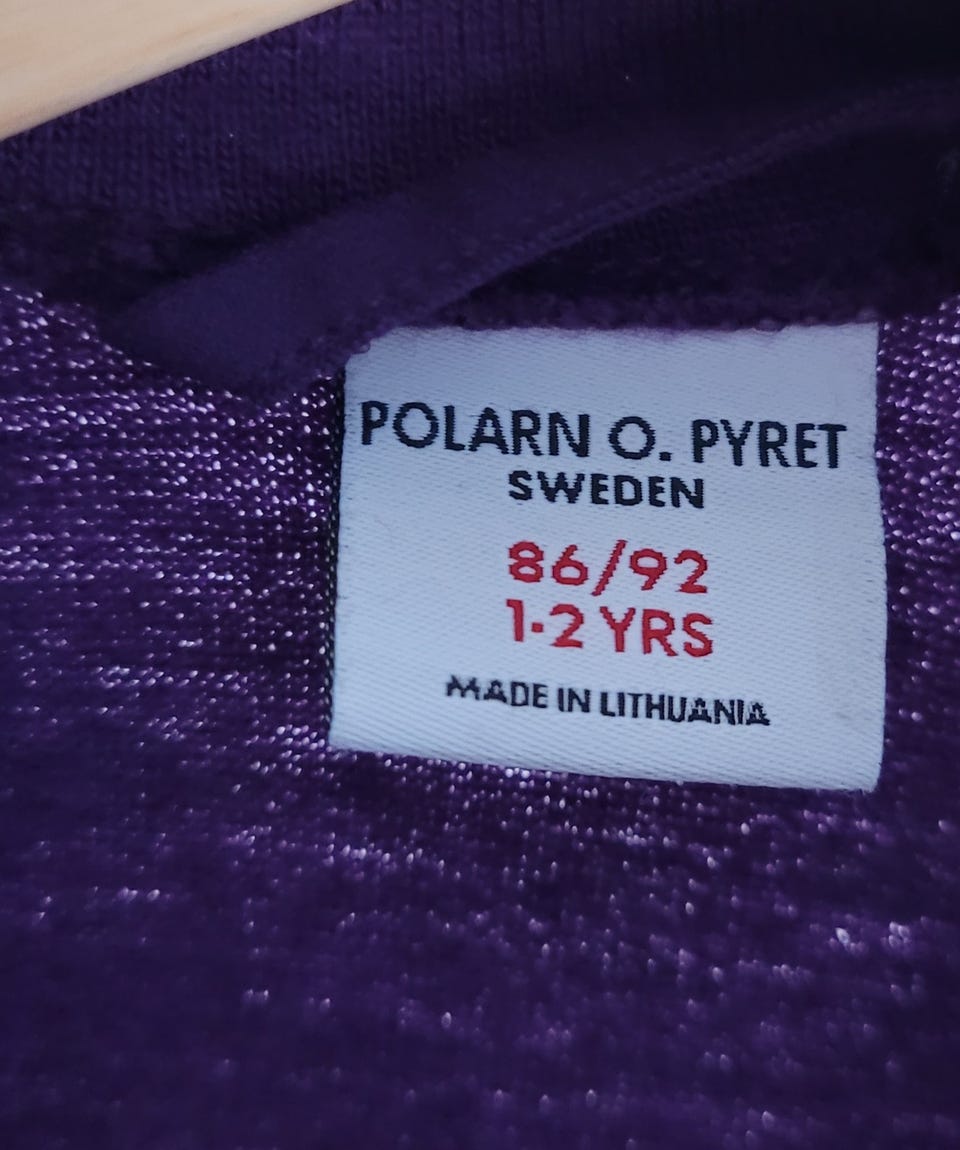 POLARN O. PYRET
SWEDEN
86/92
1-2 YRS
MADE IN LITHUANIA